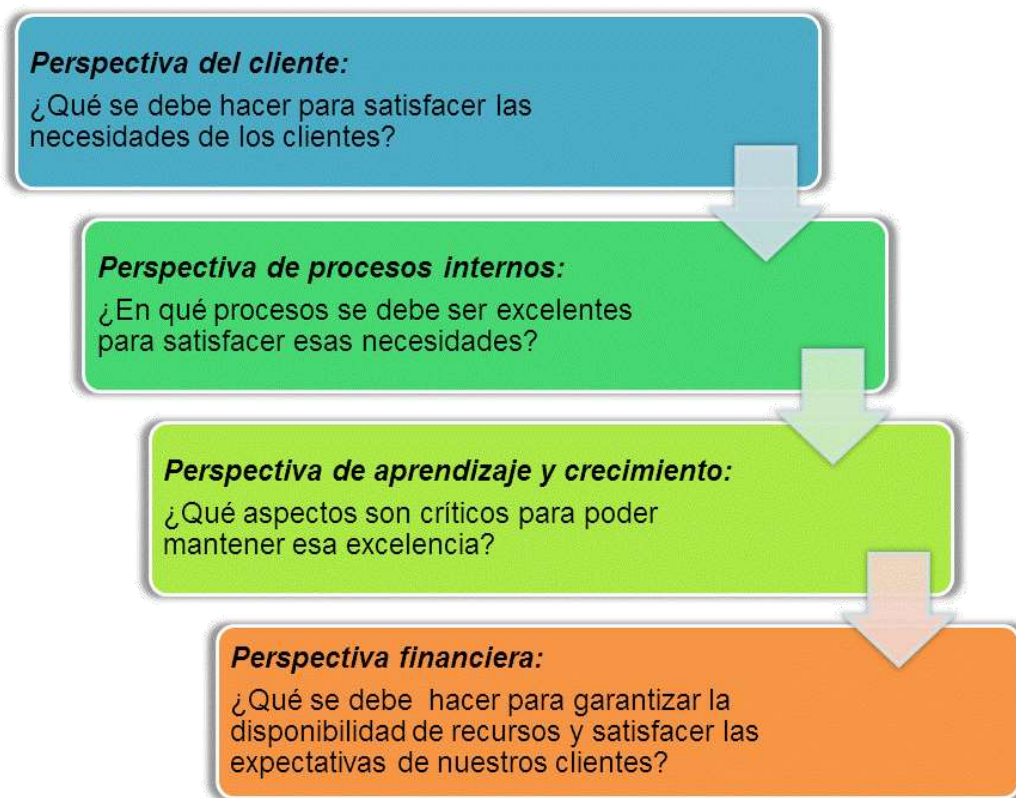 Perspectiva del cliente:
¿Qué se debe hacer para satisfacer las
necesidades de los clientes?
Perspectiva de procesos internos:
¿En qué procesos se debe ser excelentes
para satisfacer esas necesidades?
Perspectiva de aprendizaje y crecimiento:
¿Qué aspectos son críticos para poder
mantener esa excelencia?
Perspectiva financiera:
¿Qué se debe  hacer para garantizar la
disponibilidad de recursos y satisfacer las
expectativas de nuestros clientes?